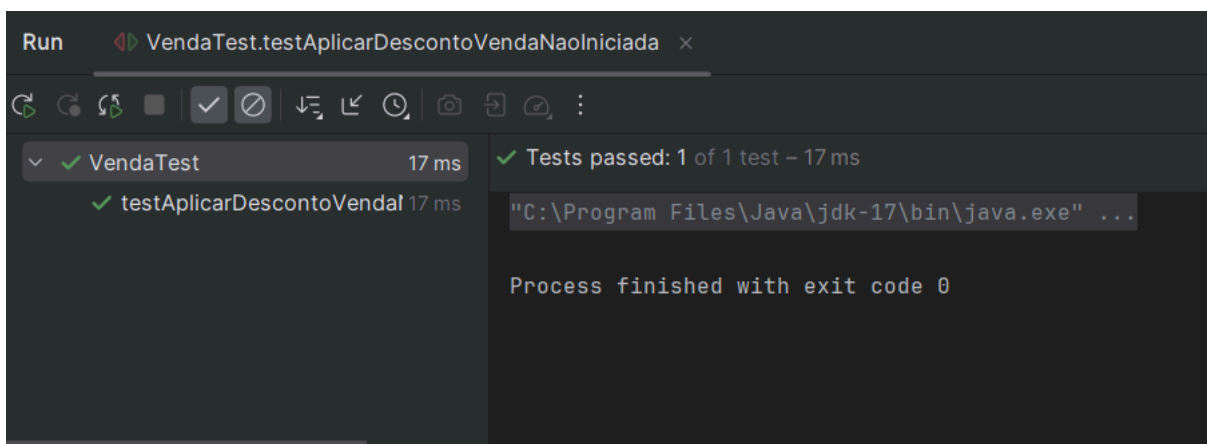 Run VendaTest.testAplicarDescontoVendaNaoIniciada ×
VendaTest 17 ms
testAplicarDescontoVenda 17 ms
Tests passed: 1 of 1 test – 17 ms
"C:\Program Files\Java\jdk-17\bin\java.exe" ...
Process finished with exit code 0